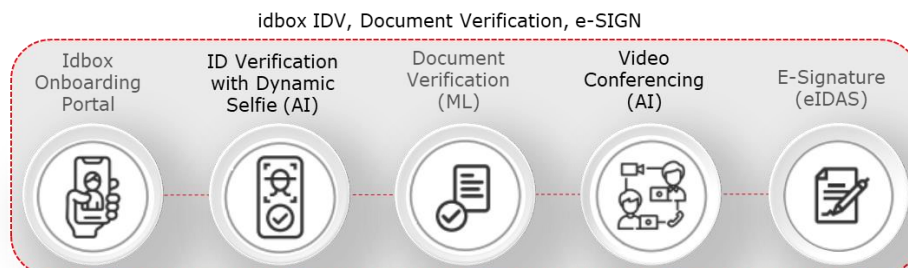 idbox IDV, Document Verification, e-SIGN
Idbox
Onboarding
Portal
ID Verification
with Dynamic
Selfie (AI)
Document
Verification
(ML)
Video
Conferencing
(AI)
E-Signature
(eIDAS)